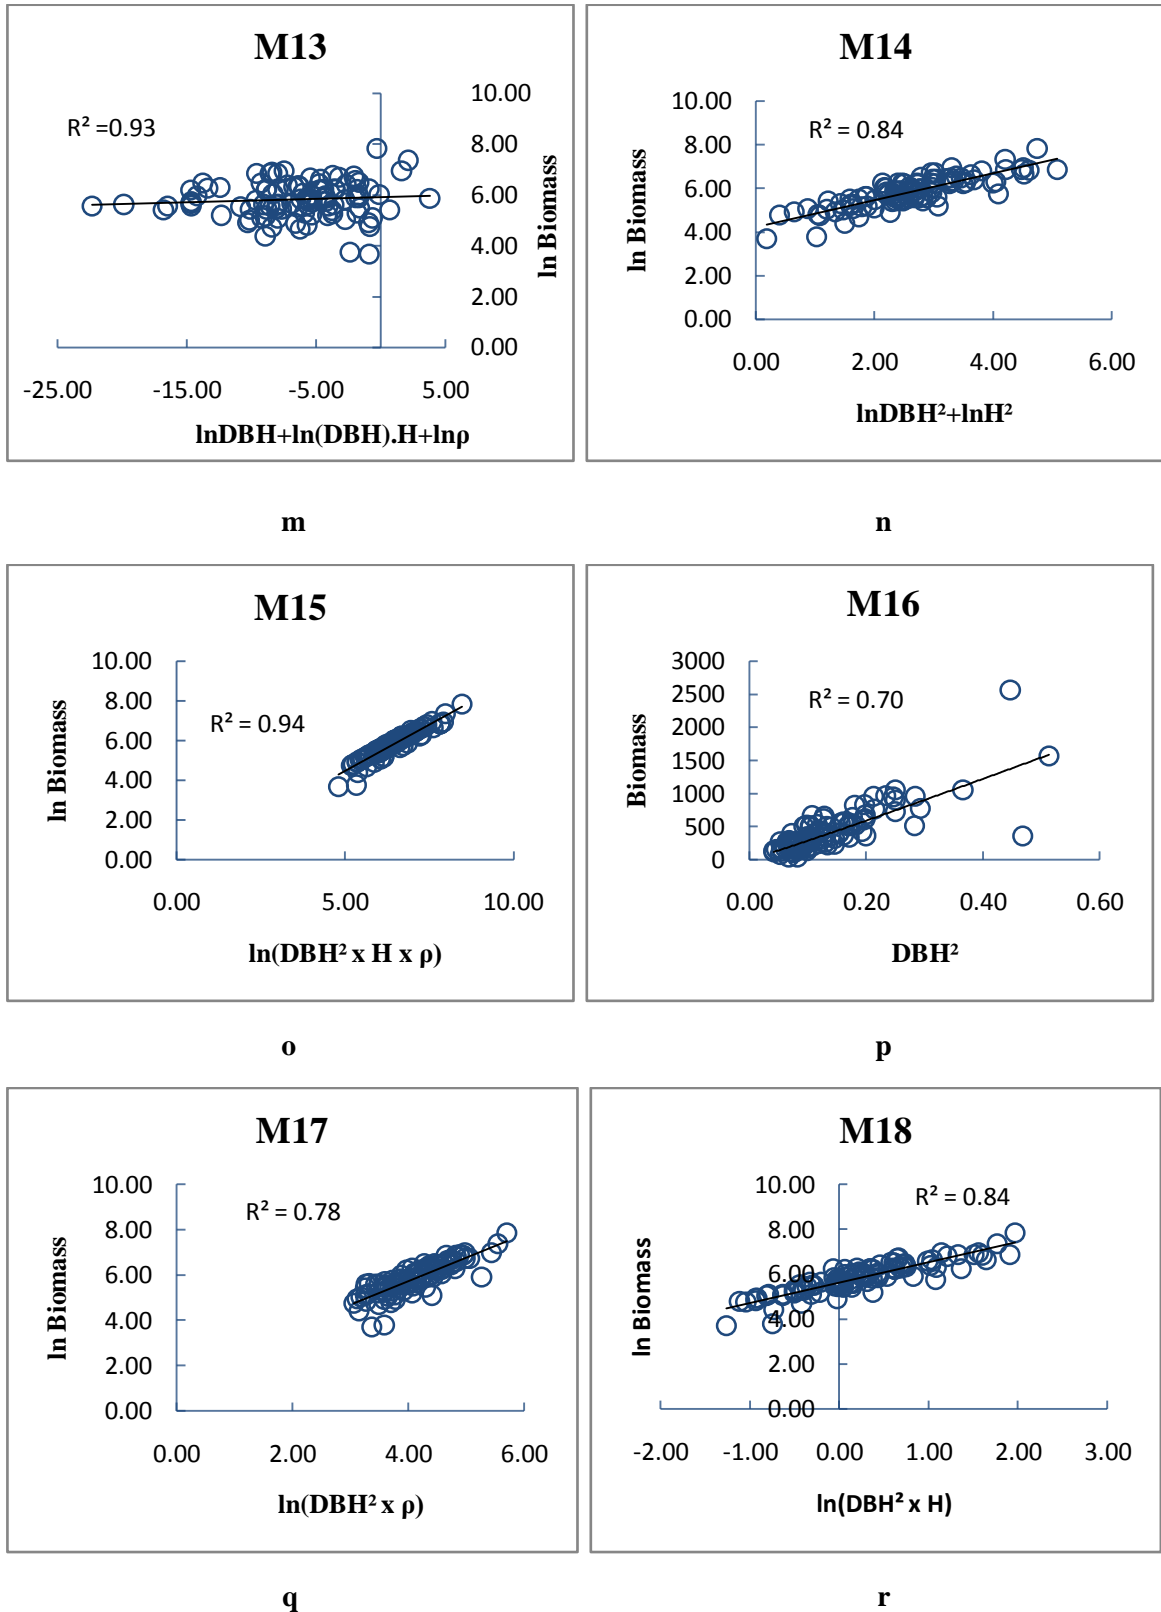 M13
10.00
R² =0.93
8.00
6.00
4.00
2.00
0.00
ln Biomass
-25.00 -15.00 -5.00 5.00
lnDBH+ln(DBH).H+lnρ
m
M14
10.00
R² = 0.84
8.00
6.00
4.00
2.00
0.00
ln Biomass
0.00 2.00 4.00 6.00
lnDBH²+lnH²
n
M15
10.00
8.00
R² = 0.94
6.00
4.00
2.00
0.00
ln Biomass
0.00 5.00 10.00
ln(DBH² x H x ρ)
o
M16
3000
2500
R² = 0.70
2000
1500
1000
500
0
Biomass
0.00 0.20 0.40 0.60
DBH²
p
M17
10.00
R² = 0.78
8.00
6.00
4.00
2.00
0.00
ln Biomass
0.00 2.00 4.00 6.00
ln(DBH² x ρ)
q
M18
10.00
R² = 0.84
8.00
6.00
4.00
2.00
0.00
ln Biomass
-2.00 -1.00 0.00 1.00 2.00 3.00
ln(DBH² x H)
r